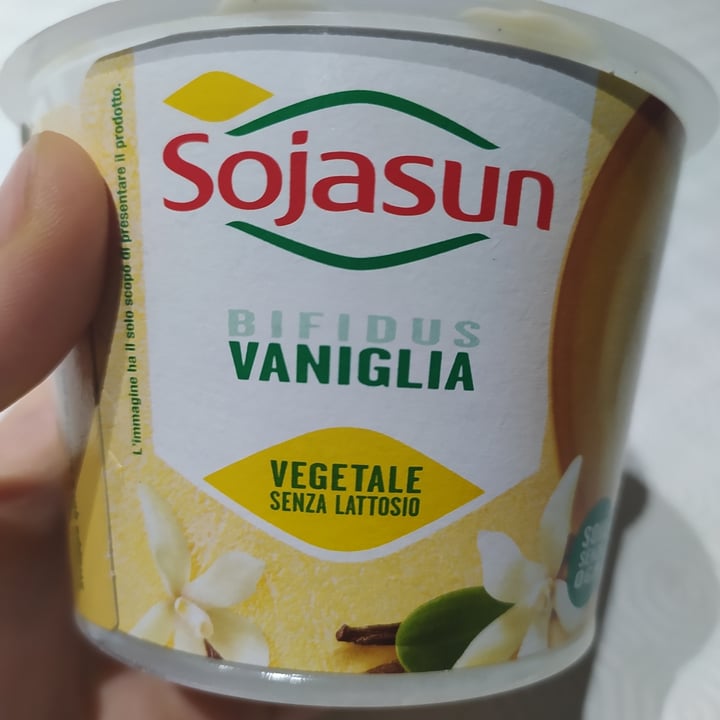 Sojasun
BIFIDUS
VANIGLIA
VEGETALE
SENZA LATTOSIO
L'immagine ha il solo scopo di presentare il prodotto.